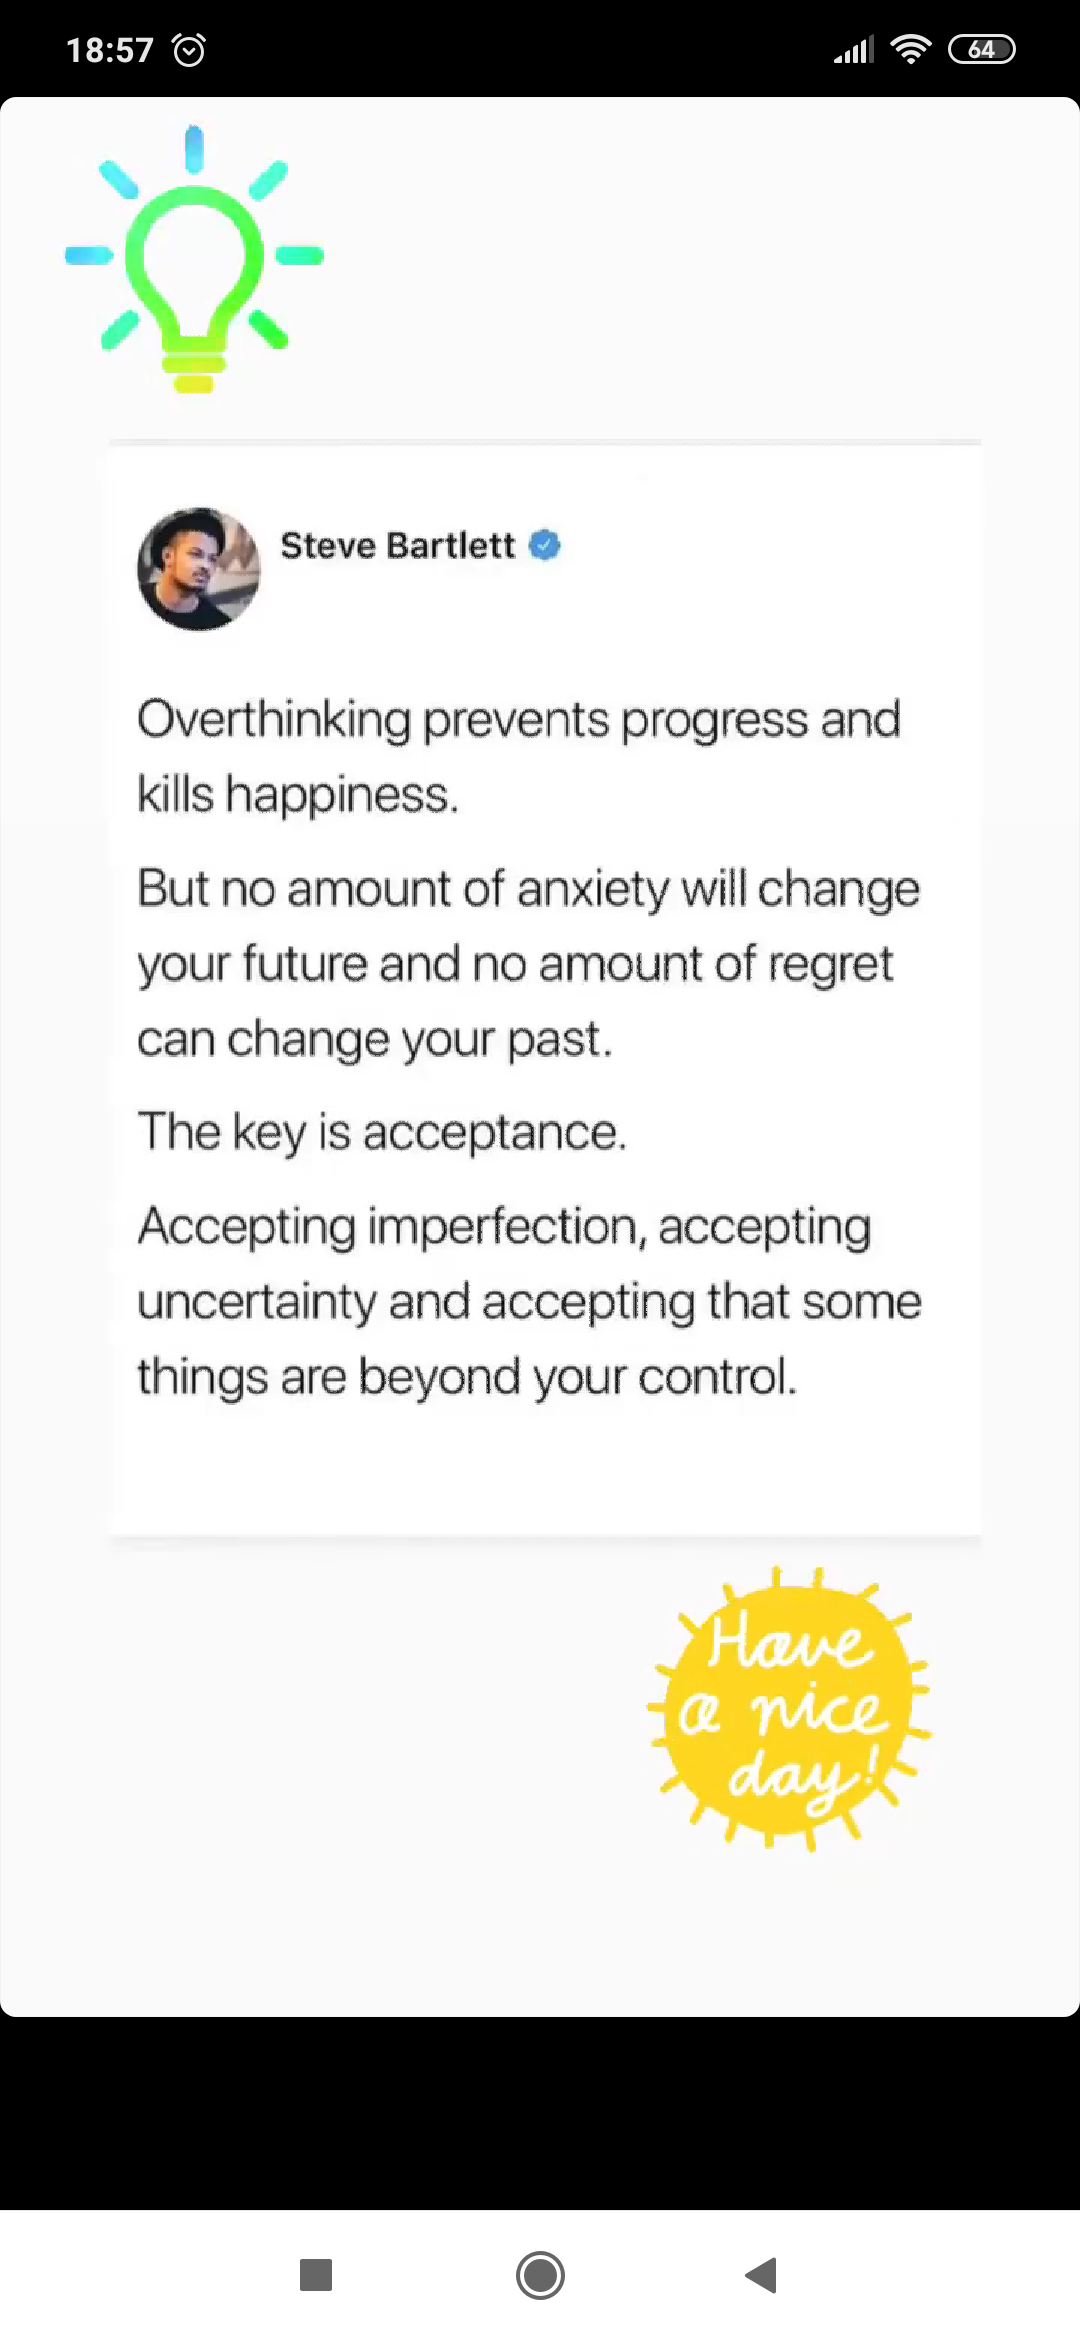 18:57
64
Steve Bartlett
Overthinking prevents progress and
kills happiness.
But no amount of anxiety will change
your future and no amount of regret
can change your past.
The key is acceptance.
Accepting imperfection, accepting
uncertainty and accepting that some
things are beyond your control.
Have
a nice
day!